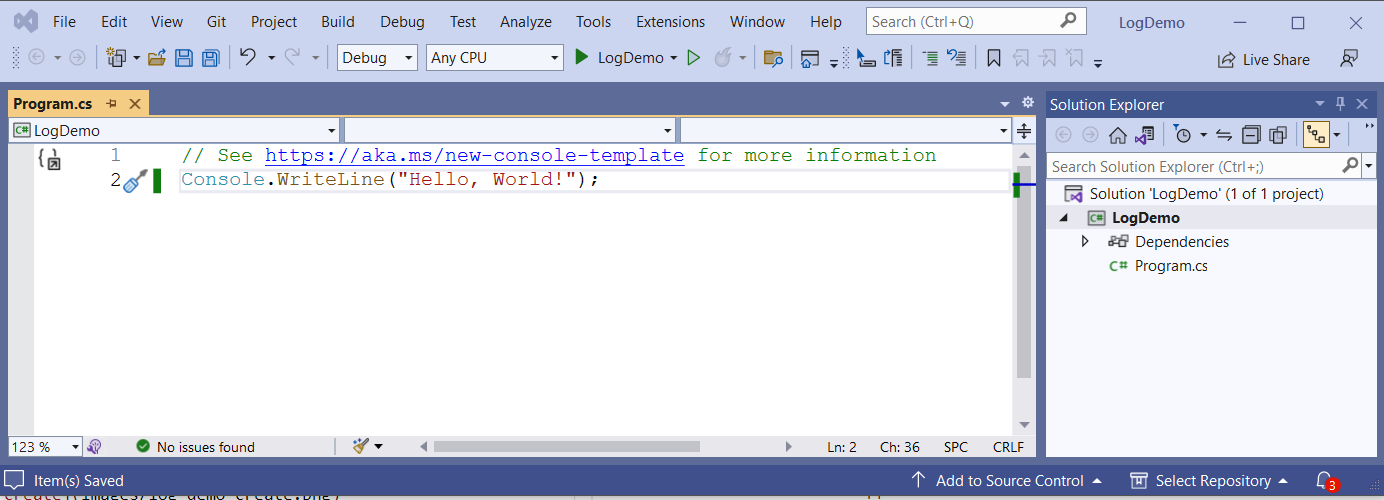 File Edit View Git Project Build Debug Test Analyze Tools Extensions Window Help Search (Ctrl+Q) LogDemo
Debug Any CPU LogDemo Live Share
Program.cs
LogDemo
1 // See https://aka.ms/new-console-template for more information
2 Console.WriteLine("Hello, World!");
123 % No issues found Ln: 2 Ch: 36 SPC CRLF
Solution Explorer
Search Solution Explorer (Ctrl+;)
Solution 'LogDemo' (1 of 1 project)
C# LogDemo
Dependencies
C# Program.cs
Item(s) Saved Add to Source Control Select Repository 3